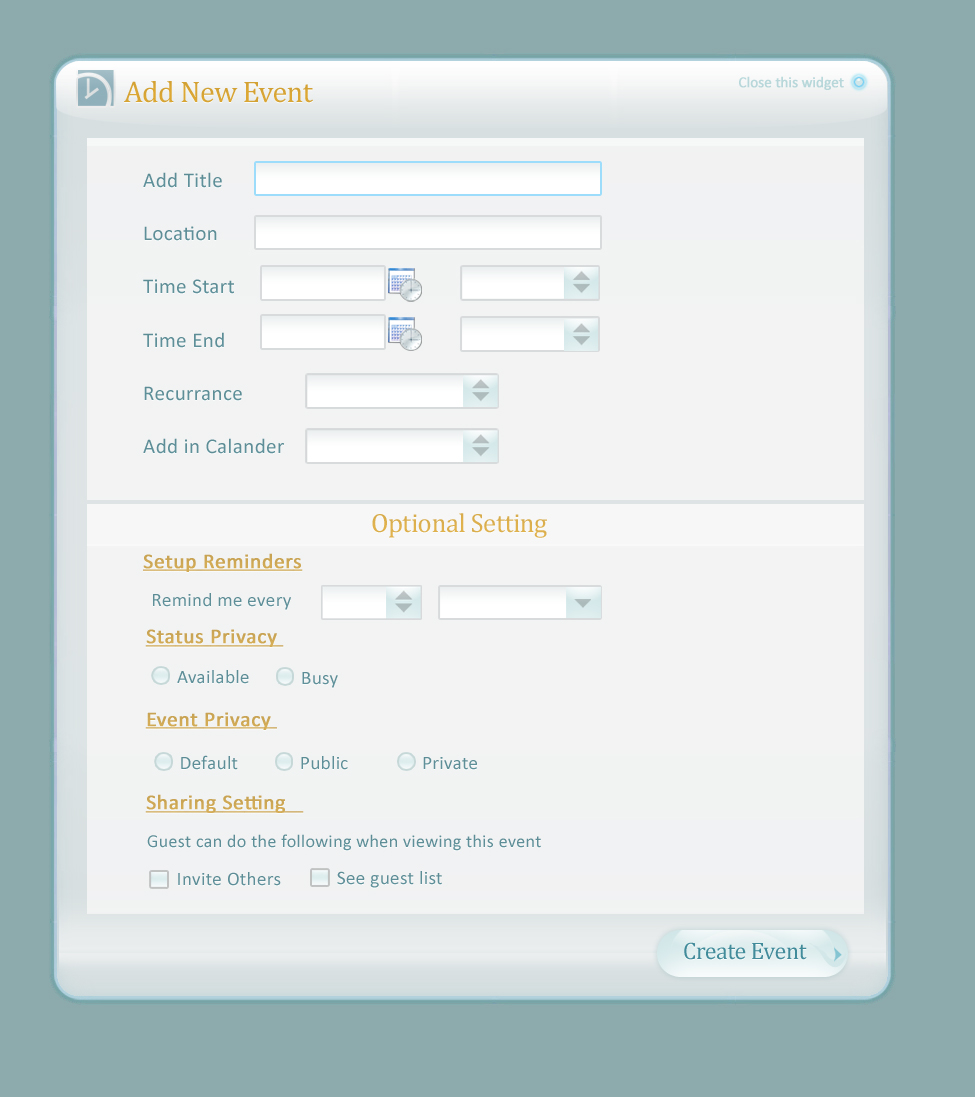 Add New Event
Close this widget
Add Title
Location
Time Start
Time End
Recurrance
Add in Calander
Optional Setting
Setup Reminders
Remind me every
Status Privacy
Available Busy
Event Privacy
Default Public Private
Sharing Setting
Guest can do the following when viewing this event
Invite Others See guest list
Create Event